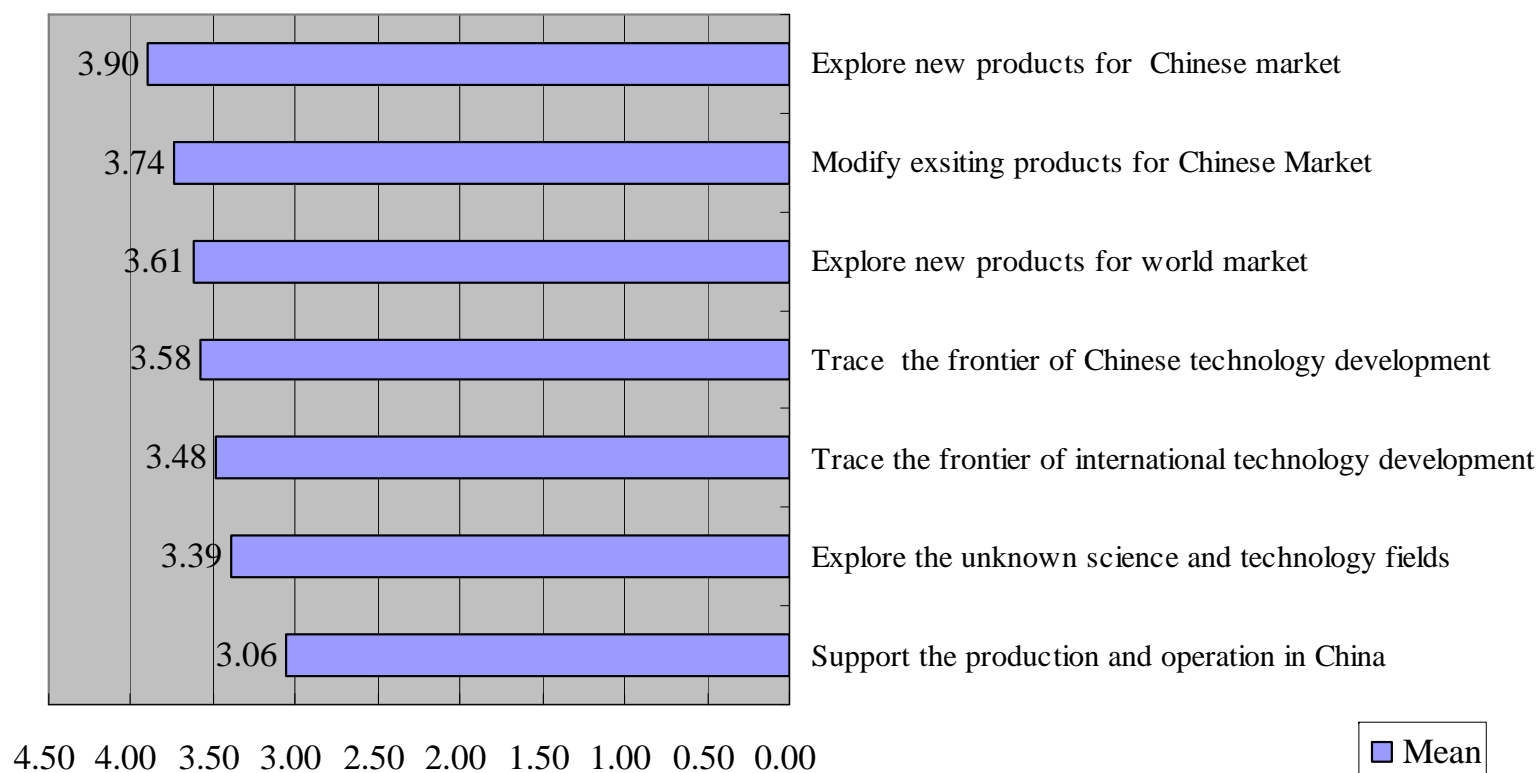 3.90 Explore new products for Chinese market
3.74 Modify exsiting products for Chinese Market
3.61 Explore new products for world market
3.58 Trace the frontier of Chinese technology development
3.48 Trace the frontier of international technology development
3.39 Explore the unknown science and technology fields
3.06 Support the production and operation in China
4.50 4.00 3.50 3.00 2.50 2.00 1.50 1.00 0.50 0.00
Mean